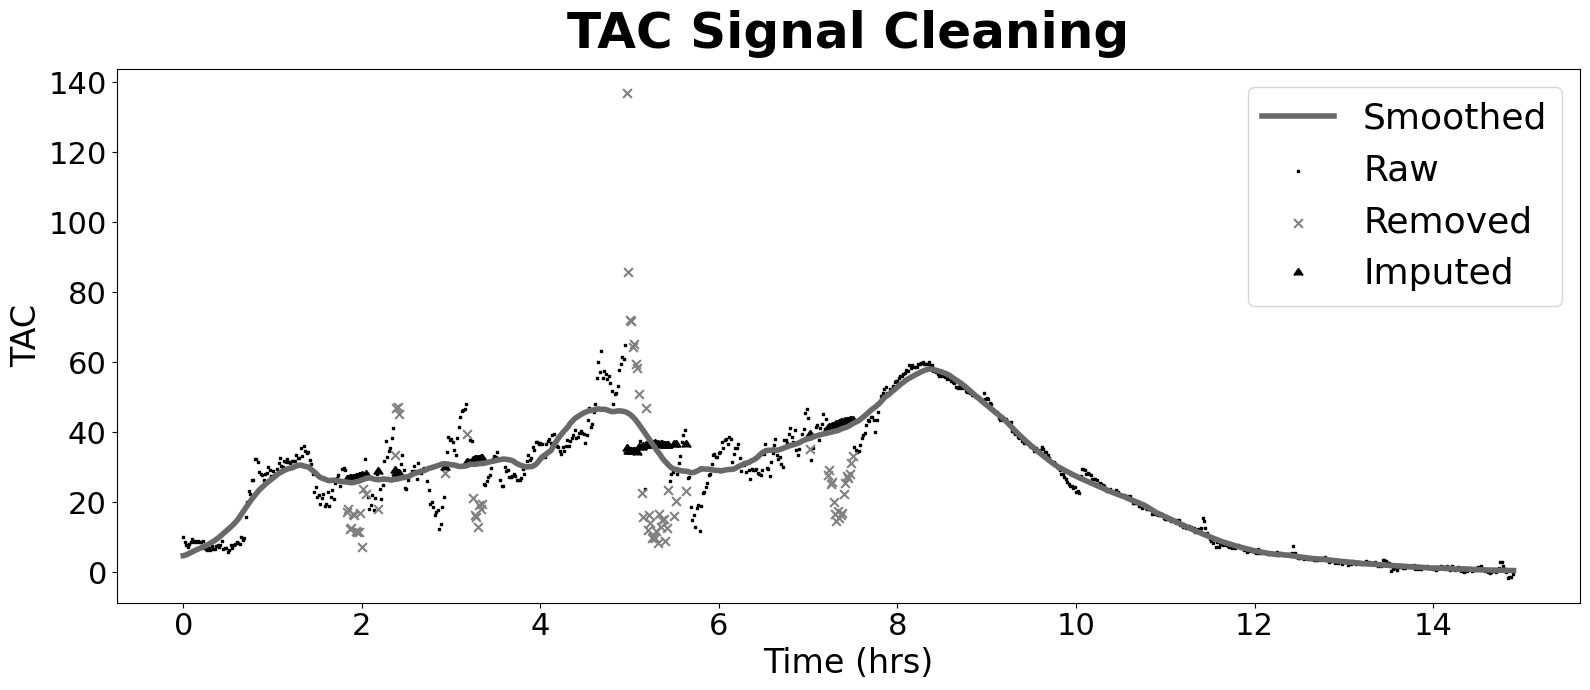 TAC Signal Cleaning
140
120
100
80
60
40
20
0
TAC
Smoothed
Raw
Removed
Imputed
0 2 4 6 8 10 12 14
Time (hrs)